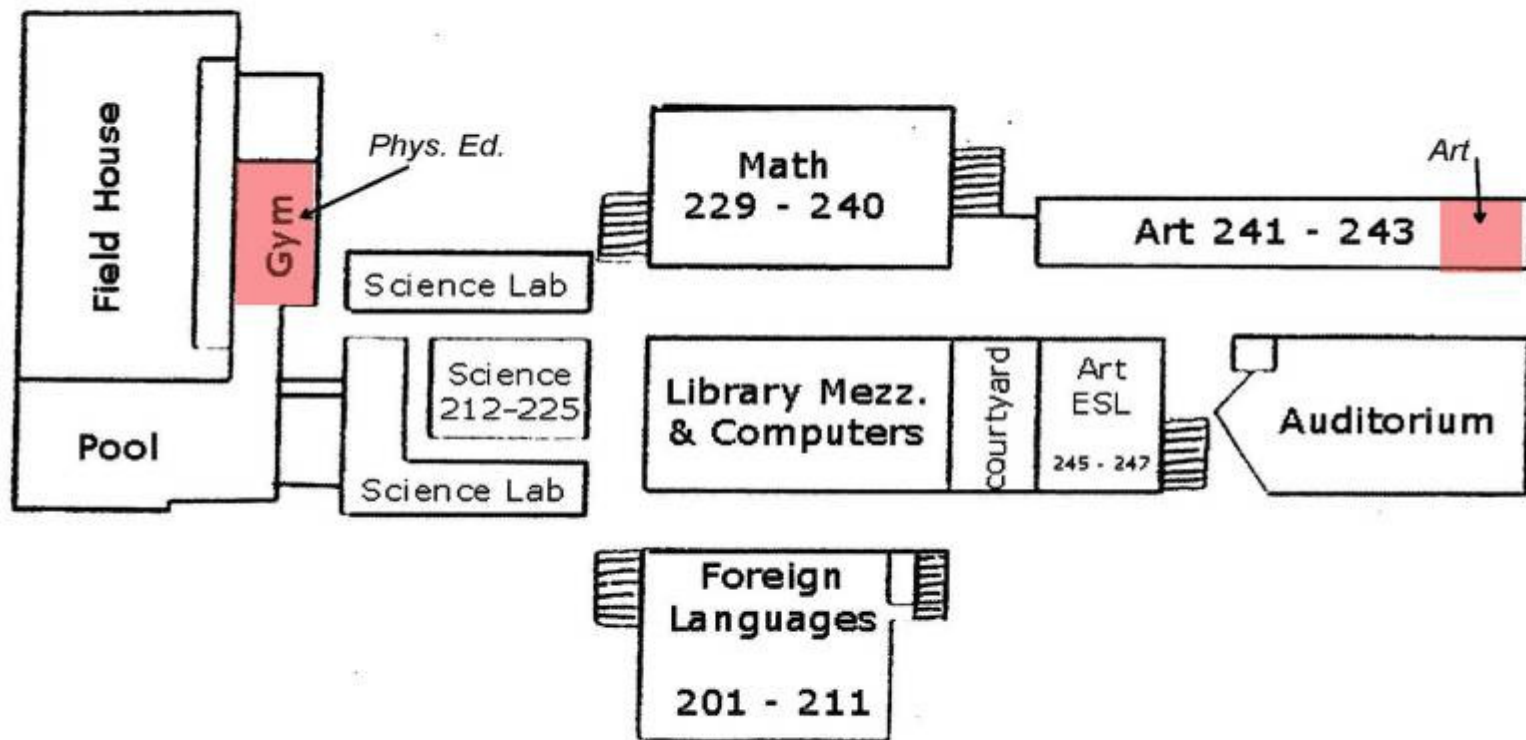 Field House
Gym
Phys. Ed.
Math
229 - 240
Art
Art 241 - 243
Science Lab
Science
212-225
Library Mezz.
& Computers
courtyard
Art
ESL
245 - 247
Auditorium
Pool
Science Lab
Foreign
Languages
201 - 211